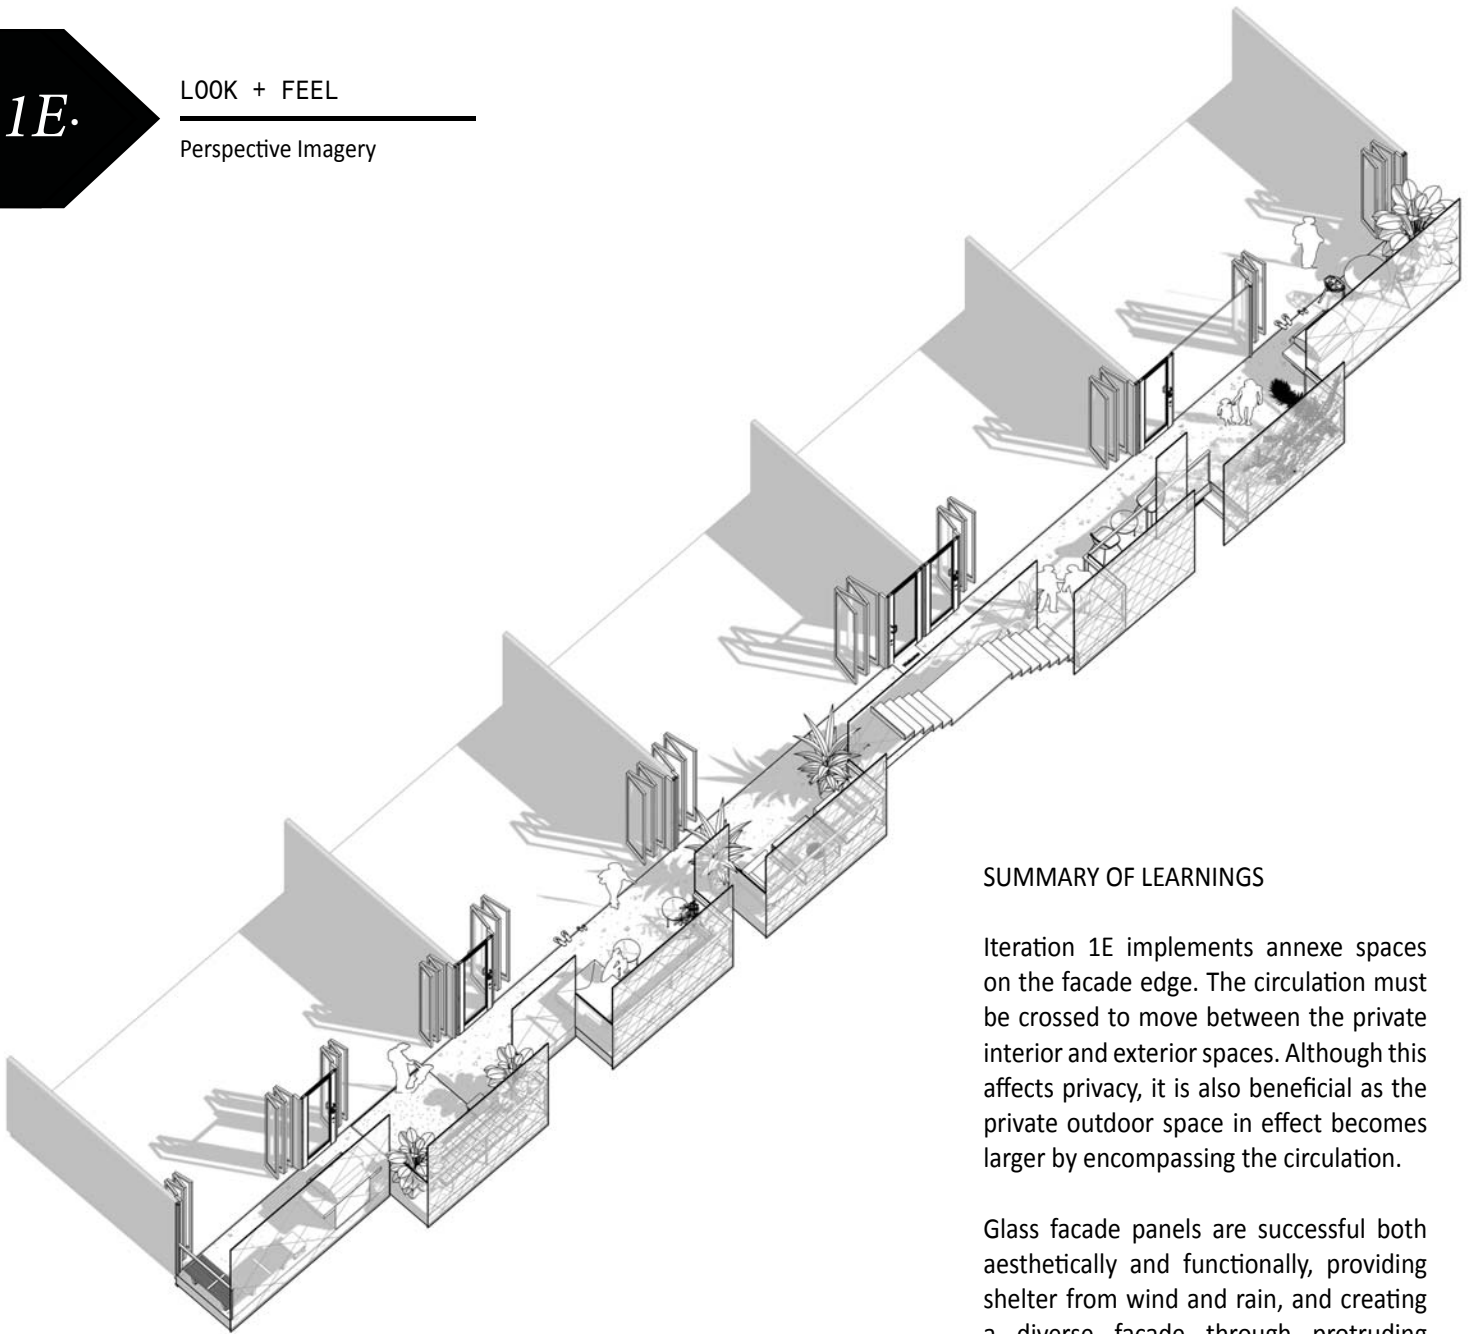 1E.
LOOK + FEEL
Perspective Imagery
SUMMARY OF LEARNINGS
Iteration 1E implements annexe spaces
on the facade edge. The circulation must
be crossed to move between the private
interior and exterior spaces. Although this
affects privacy, it is also beneficial as the
private outdoor space in effect becomes
larger by encompassing the circulation.
Glass facade panels are successful both
aesthetically and functionally, providing
shelter from wind and rain, and creating
a diverse facade through protruding